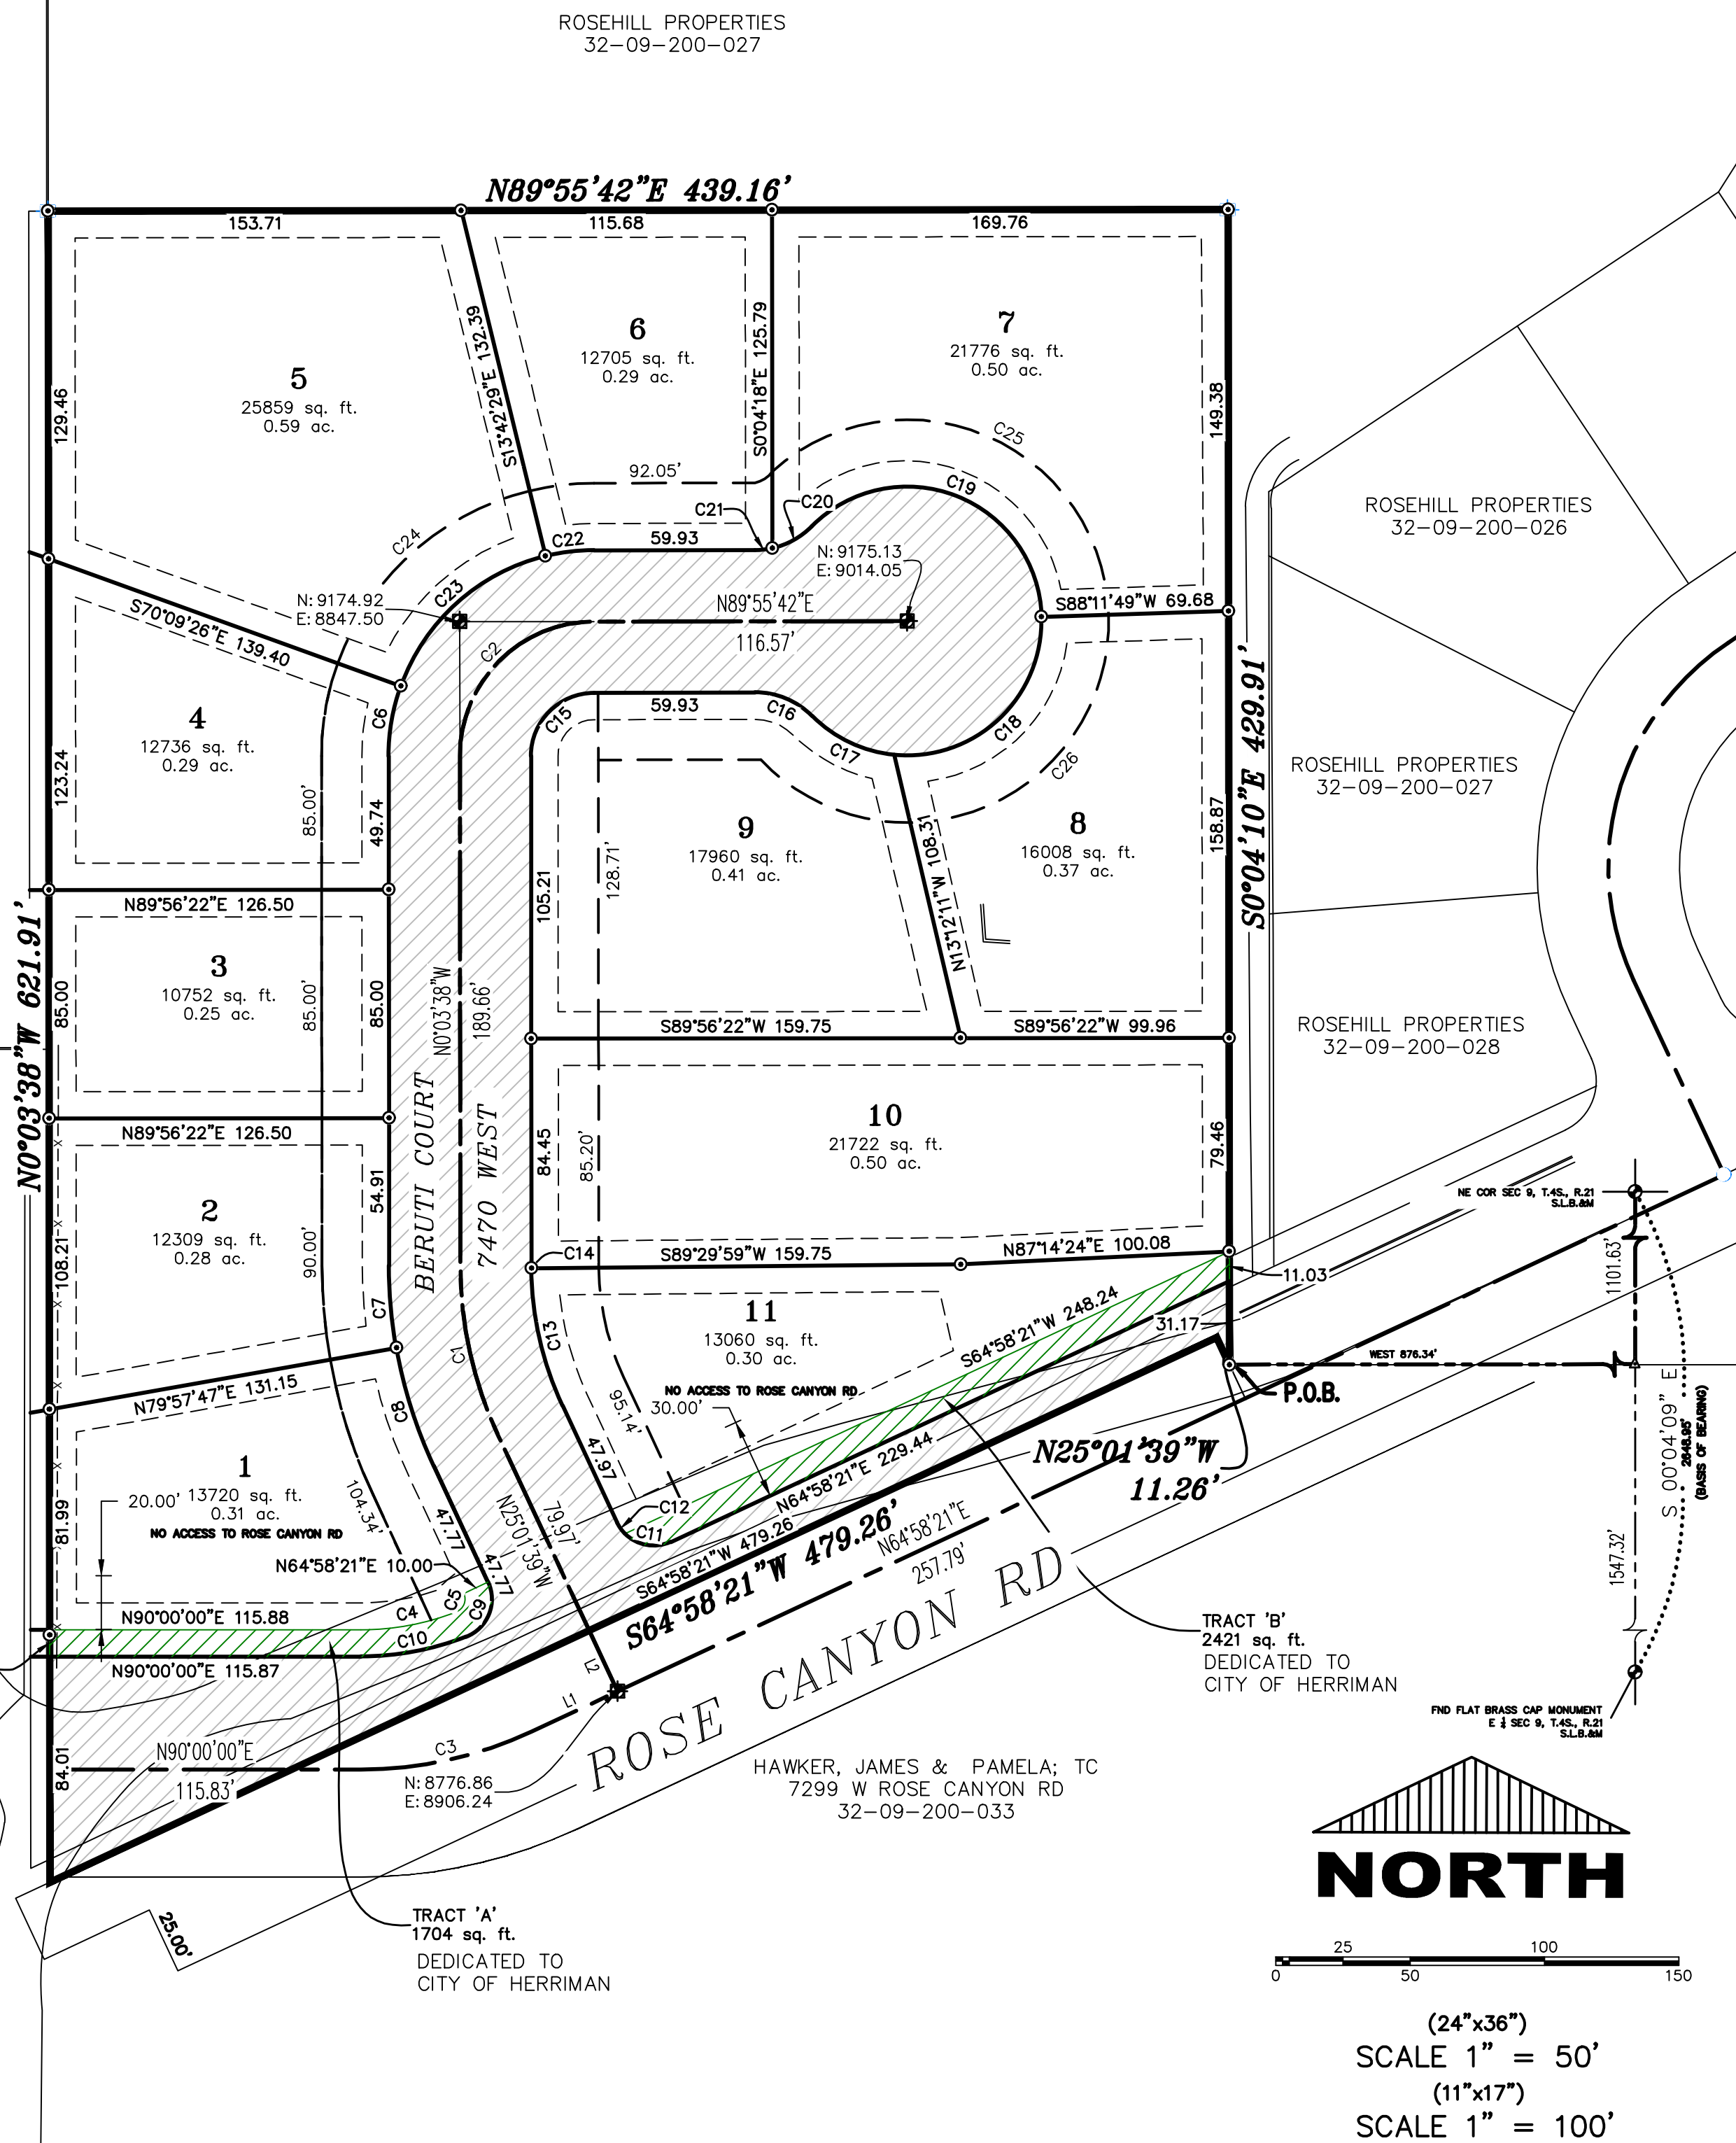 ROSEHILL PROPERTIES
32-09-200-027
N89°55'42"E 439.16'
153.71
115.68
169.76
5
25859 sq. ft.
0.59 ac.
129.46
S13°42'29"E 132.39
6
12705 sq. ft.
0.29 ac.
S0°04'18"E 125.79
7
21776 sq. ft.
0.50 ac.
149.38
C25
C24
92.05'
C19
C20
C21
C22
59.93
C23
N: 9174.92
E: 8847.50
N: 9175.13
E: 9014.05
N89°55'42"E
116.57'
S88°11'49"W 69.68
ROSEHILL PROPERTIES
32-09-200-026
S70°09'26"E 139.40
C6
C2
C15
59.93
C16
C17
C18
C26
S0°04'10"E 429.91'
4
12736 sq. ft.
0.29 ac.
123.24
85.00'
49.74
9
17960 sq. ft.
0.41 ac.
105.21
128.71'
N13°12'11"W 108.31
8
16008 sq. ft.
0.37 ac.
158.87
ROSEHILL PROPERTIES
32-09-200-027
N89°56'22"E 126.50
N0°03'38"W 621.91'
3
10752 sq. ft.
0.25 ac.
85.00
85.00'
85.00
N0°03'38"W
189.66'
S89°56'22"W 159.75
S89°56'22"W 99.96
ROSEHILL PROPERTIES
32-09-200-028
N89°56'22"E 126.50
BERUTI COURT
7470 WEST
10
21722 sq. ft.
0.50 ac.
84.45
85.20'
79.46
2
12309 sq. ft.
0.28 ac.
108.21
90.00'
54.91
C7
C14
S89°29'59"W 159.75
N87°14'24"E 100.08
11.03
NE COR SEC 9, T.4S., R.21
S.L.B.&M
1101.63'
11
13060 sq. ft.
0.30 ac.
C13
C1
S64°58'21"W 248.24
31.17
WEST 876.34'
P.O.B.
N79°57'47"E 131.15
NO ACCESS TO ROSE CANYON RD
30.00'
95.14'
C8
S 00°04'09" E
2648.95'
(BASIS OF BEARING)
1547.32'
N25°01'39"W
11.26'
1
13720 sq. ft.
0.31 ac.
NO ACCESS TO ROSE CANYON RD
20.00'
81.99
104.34'
47.77
47.97
C12
C11
N64°58'21"E 229.44
S64°58'21"W 479.26
S64°58'21"W 479.26'
N64°58'21"E
257.79'
79.97'
N25°01'39"W
N64°58'21"E 10.00
47.77
N90°00'00"E 115.88
C4
C5
C9
C10
N90°00'00"E 115.87
L2
L1
ROSE CANYON RD
TRACT 'B'
2421 sq. ft.
DEDICATED TO
CITY OF HERRIMAN
FND FLAT BRASS CAP MONUMENT
E ¼ SEC 9, T.4S., R.21
S.L.B.&M
84.01
N90°00'00"E
115.83'
C3
N: 8776.86
E: 8906.24
HAWKER, JAMES & PAMELA; TC
7299 W ROSE CANYON RD
32-09-200-033
25.00'
TRACT 'A'
1704 sq. ft.
DEDICATED TO
CITY OF HERRIMAN
NORTH
25
100
0
50
150
(24"x36")
SCALE 1" = 50'
(11"x17")
SCALE 1" = 100'